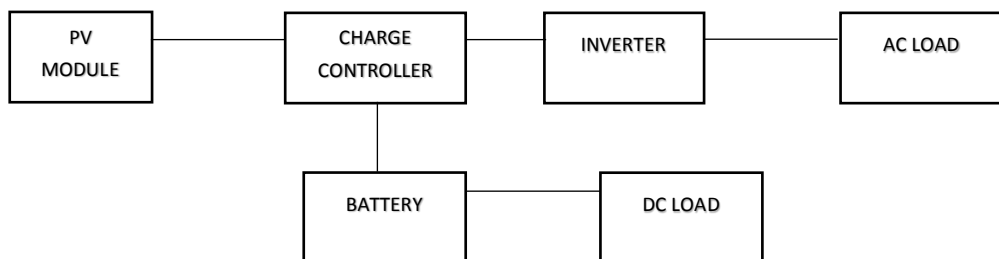 PV
MODULE
CHARGE
CONTROLLER
INVERTER
AC LOAD
BATTERY
DC LOAD